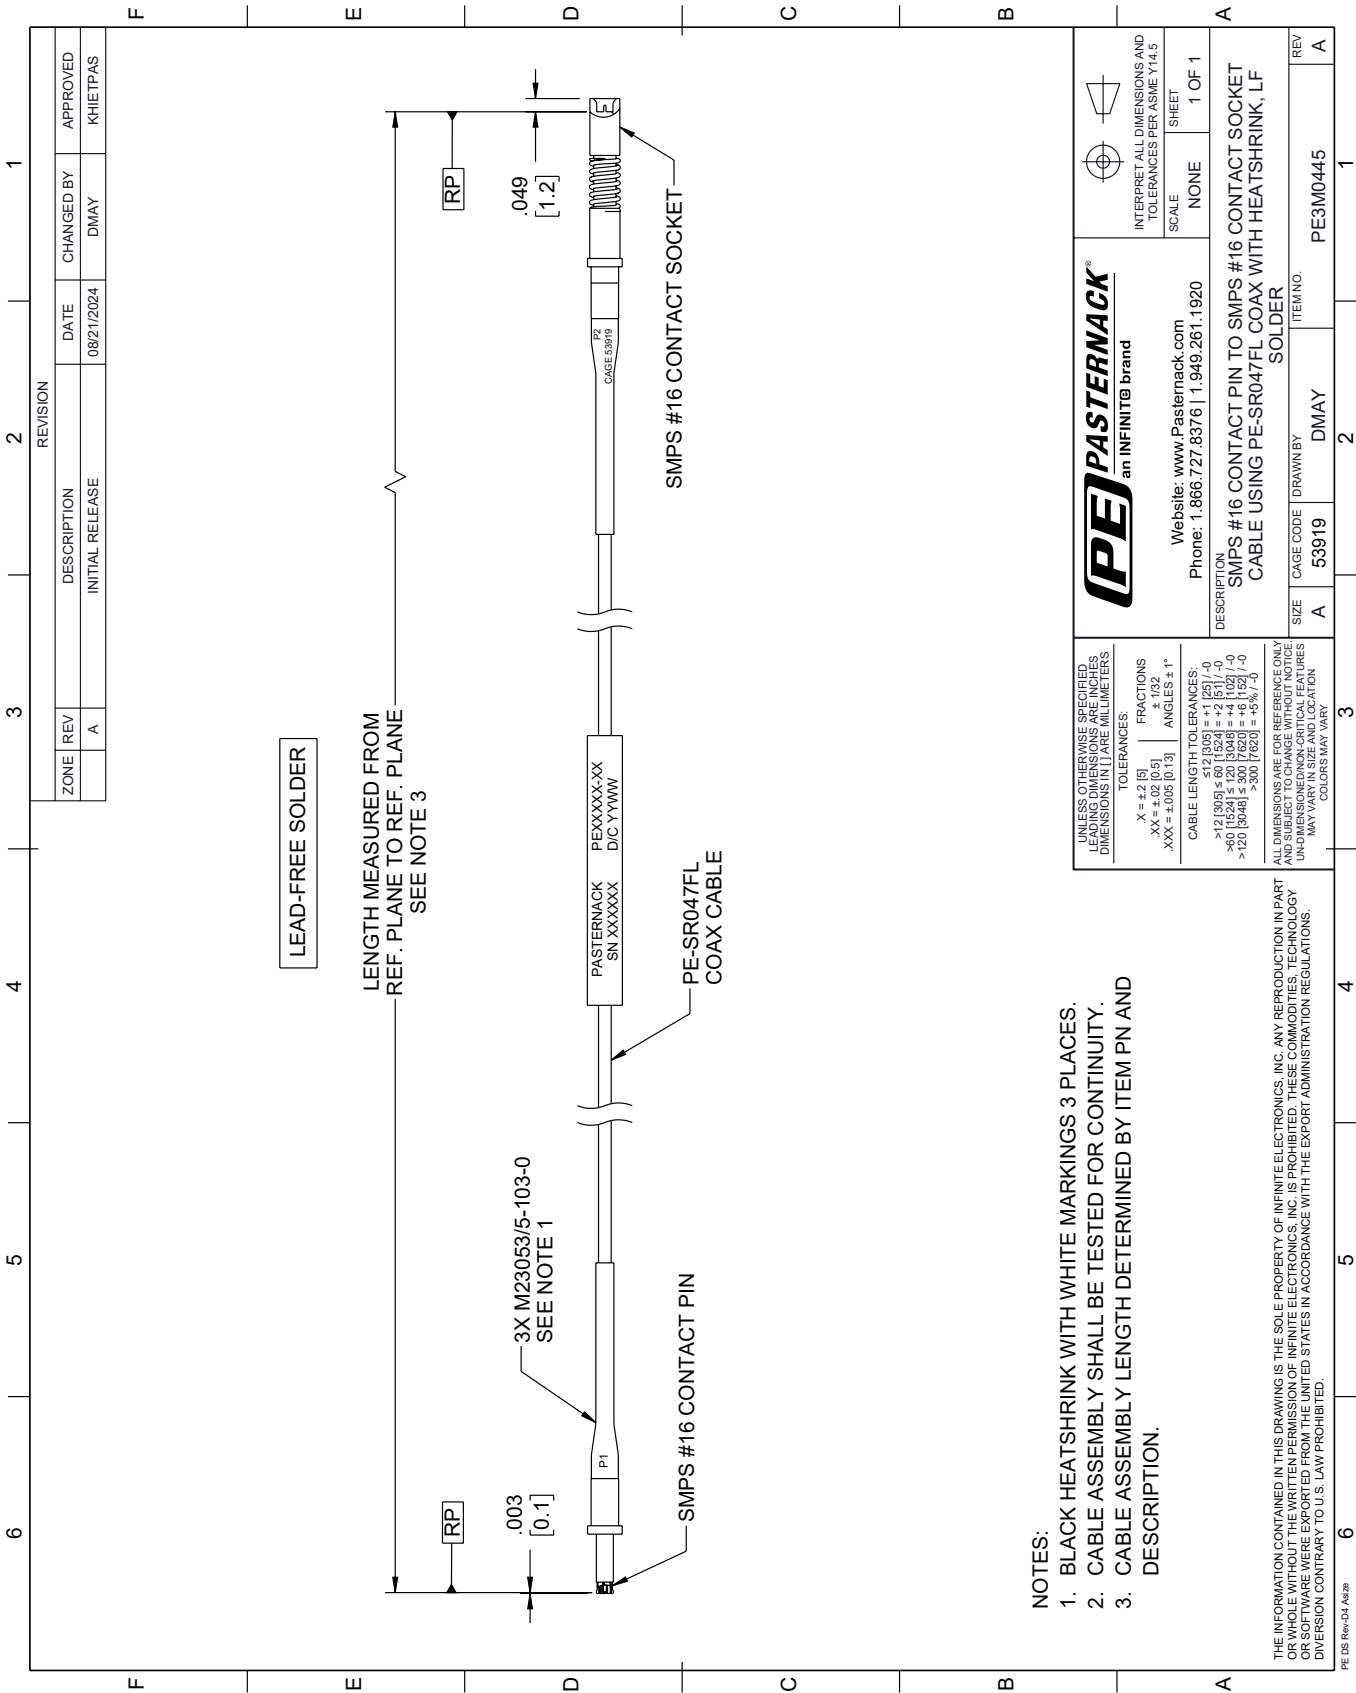 6
5
4
3
2
1
F
E
D
C
B
A
REVISION
ZONE
REV
DESCRIPTION
DATE
CHANGED BY
APPROVED
A
INITIAL RELEASE
08/21/2024
DMAY
KHIETPAS
LEAD-FREE SOLDER
LENGTH MEASURED FROM
REF. PLANE TO REF. PLANE
SEE NOTE 3
RP
RP
.003
[0.1]
3X M23053/5-103-0
SEE NOTE 1
.049
[1.2]
P1
PASTERNACK PEXXXXX-XX
SN XXXXXX D/C YYWW
P2
CAGE 53919
SMPS #16 CONTACT PIN
PE-SR047FL
COAX CABLE
SMPS #16 CONTACT SOCKET
NOTES:
1. BLACK HEATSHRINK WITH WHITE MARKINGS 3 PLACES.
2. CABLE ASSEMBLY SHALL BE TESTED FOR CONTINUITY.
3. CABLE ASSEMBLY LENGTH DETERMINED BY ITEM PN AND
DESCRIPTION.
THE INFORMATION CONTAINED IN THIS DRAWING IS THE SOLE PROPERTY OF INFINITE ELECTRONICS, INC. ANY REPRODUCTION IN PART
OR WHOLE WITHOUT THE WRITTEN PERMISSION OF INFINITE ELECTRONICS, INC. IS PROHIBITED. THESE COMMODITIES, TECHNOLOGY
OR SOFTWARE WERE EXPORTED FROM THE UNITED STATES IN ACCORDANCE WITH THE EXPORT ADMINISTRATION REGULATIONS.
DIVERSION CONTRARY TO U.S. LAW PROHIBITED.
UNLESS OTHERWISE SPECIFIED
LEADING DIMENSIONS ARE INCHES
DIMENSIONS IN [ ] ARE MILLIMETERS
TOLERANCES:
.X = ±.2 [5]
.XX = ±.02 [0.5]
.XXX = ±.005 [0.13]
FRACTIONS
± 1/32
ANGLES ± 1°
CABLE LENGTH TOLERANCES:
≤12 [305] = +1 [25] / -0
>12 [305] ≤ 60 [1524] = +2 [51] / -0
>60 [1524] ≤ 120 [3048] = +4 [102] / -0
>120 [3048] ≤ 300 [7620] = +6 [152] / -0
>300 [7620] = +5% / -0
ALL DIMENSIONS ARE FOR REFERENCE ONLY
AND SUBJECT TO CHANGE WITHOUT NOTICE.
UN-DIMENSIONED/NON-CRITICAL FEATURES
MAY VARY IN SIZE AND LOCATION
COLORS MAY VARY
PE PASTERNACK®
an INFINIT@ brand
Website: www.Pasternack.com
Phone: 1.866.727.8376 | 1.949.261.1920
INTERPRET ALL DIMENSIONS AND
TOLERANCES PER ASME Y14.5
SCALE
NONE
SHEET
1 OF 1
DESCRIPTION
SMPS #16 CONTACT PIN TO SMPS #16 CONTACT SOCKET
CABLE USING PE-SR047FL COAX WITH HEATSHRINK, LF
SOLDER
SIZE
A
CAGE CODE
53919
DRAWN BY
DMAY
ITEM NO.
PE3M0445
REV
A
F
E
D
C
B
A
6
5
4
3
2
1
PE DS Rev-D4 Asize